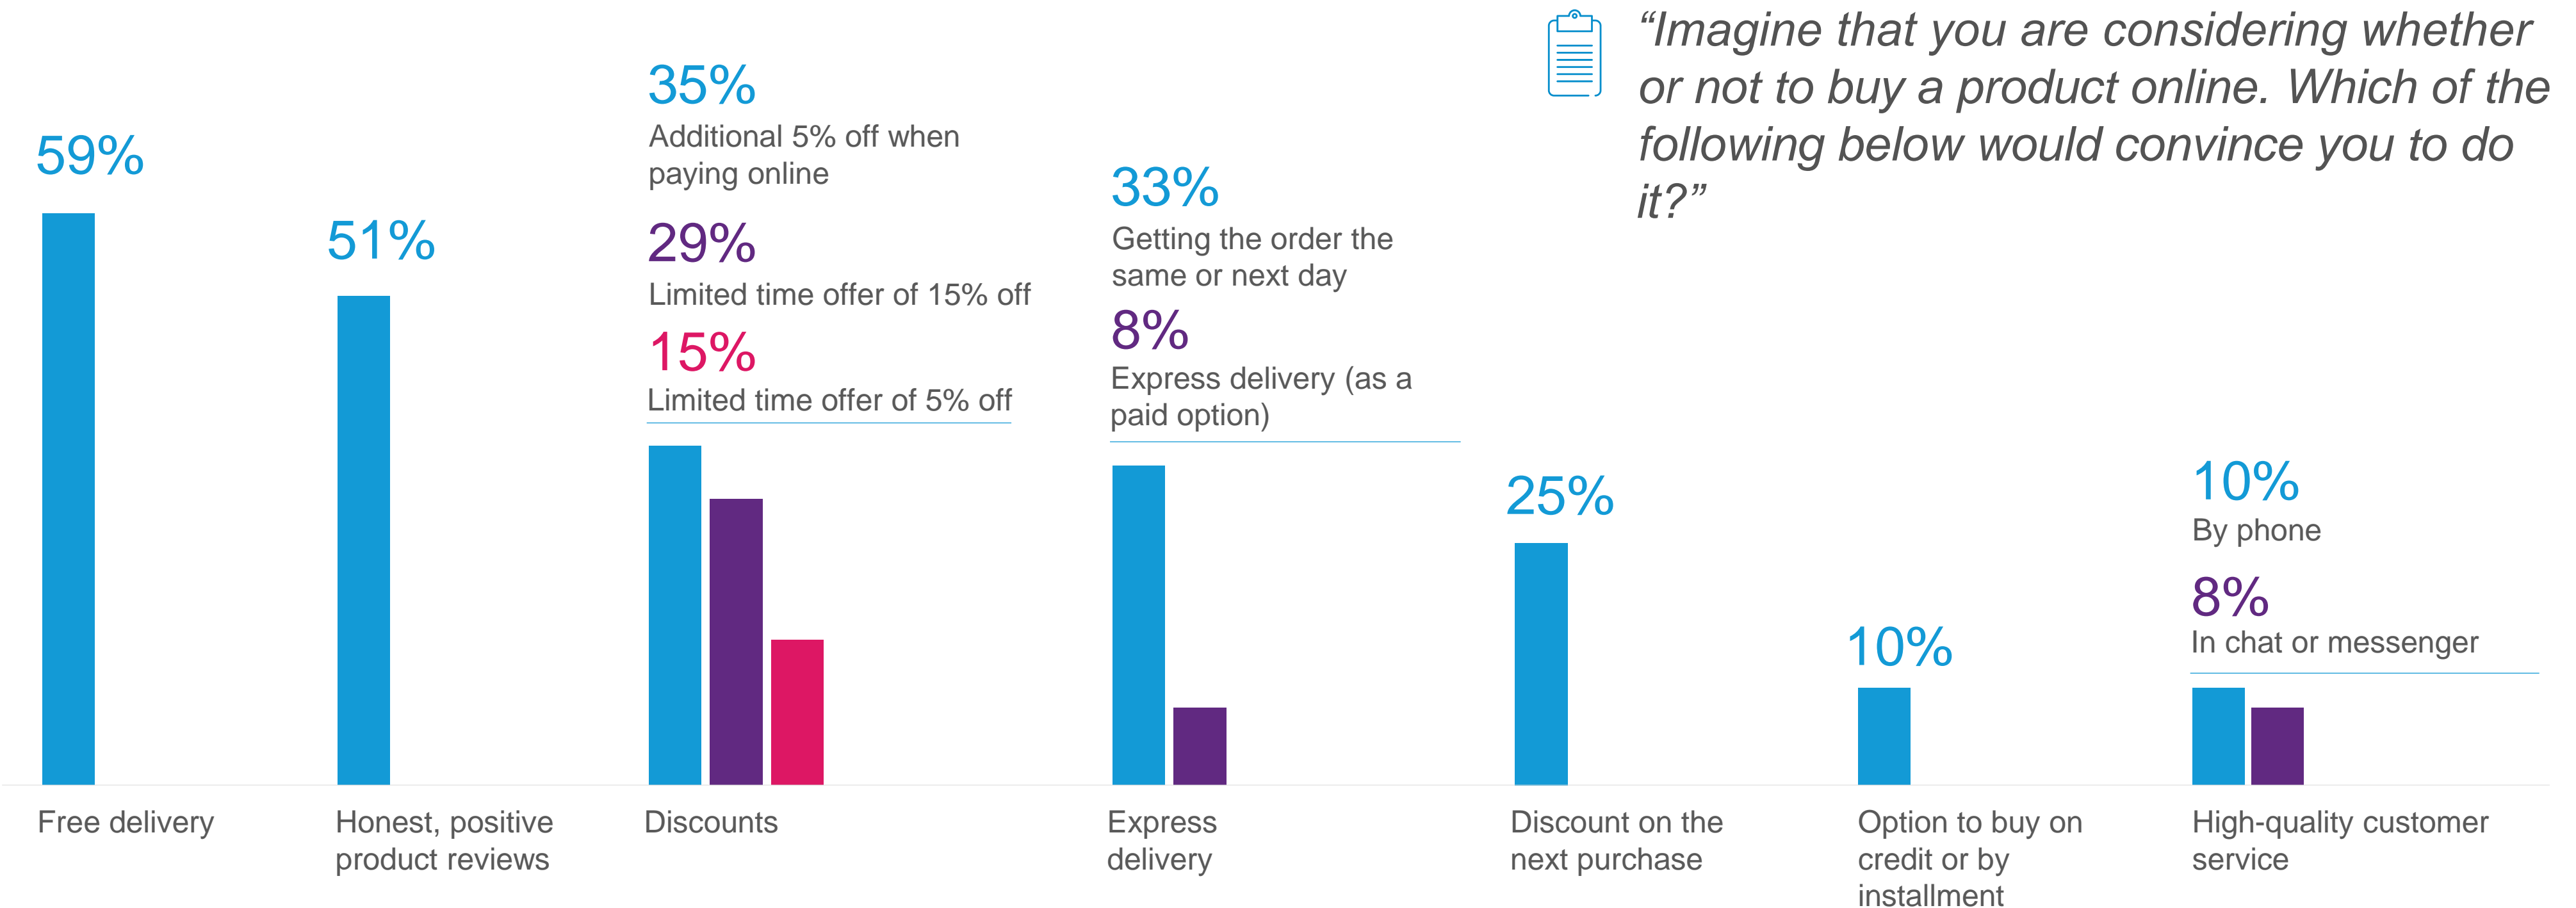 “Imagine that you are considering whether
or not to buy a product online. Which of the
following below would convince you to do
it?”
59%
Free delivery
51%
Honest, positive
product reviews
35%
Additional 5% off when
paying online
29%
Limited time offer of 15% off
15%
Limited time offer of 5% off
Discounts
33%
Getting the order the
same or next day
8%
Express delivery (as a
paid option)
Express
delivery
25%
Discount on the
next purchase
10%
Option to buy on
credit or by
installment
10%
By phone
8%
In chat or messenger
High-quality customer
service